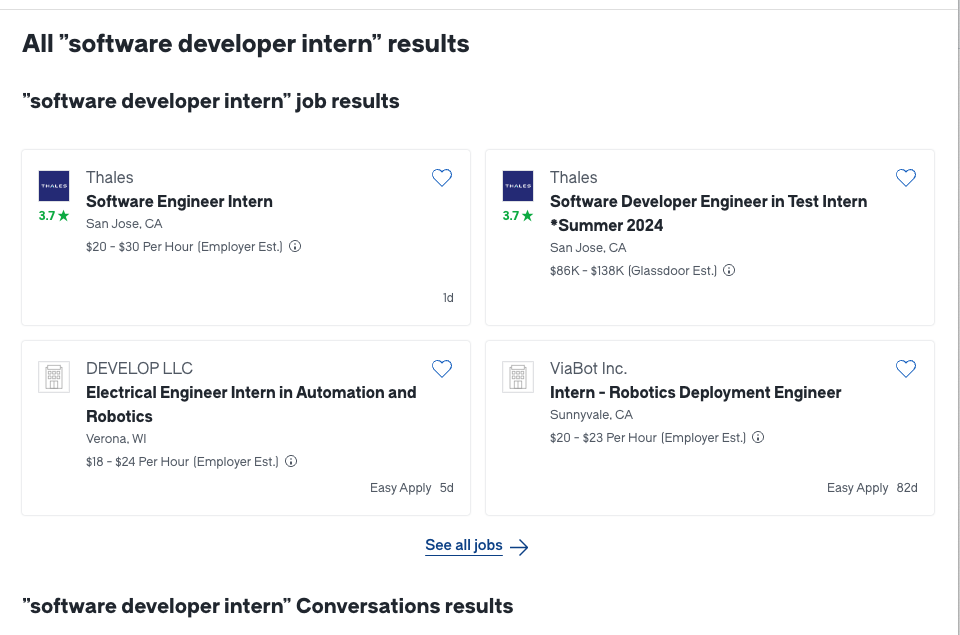 All ”software developer intern” results
”software developer intern” job results
THALES
3.7 ★
Thales
Software Engineer Intern
San Jose, CA
$20 - $30 Per Hour (Employer Est.)
1d
THALES
3.7 ★
Thales
Software Developer Engineer in Test Intern
*Summer 2024
San Jose, CA
$86K - $138K (Glassdoor Est.)
DEVELOP LLC
Electrical Engineer Intern in Automation and
Robotics
Verona, WI
$18 - $24 Per Hour (Employer Est.)
Easy Apply 5d
ViaBot Inc.
Intern - Robotics Deployment Engineer
Sunnyvale, CA
$20 - $23 Per Hour (Employer Est.)
Easy Apply 82d
See all jobs
”software developer intern” Conversations results